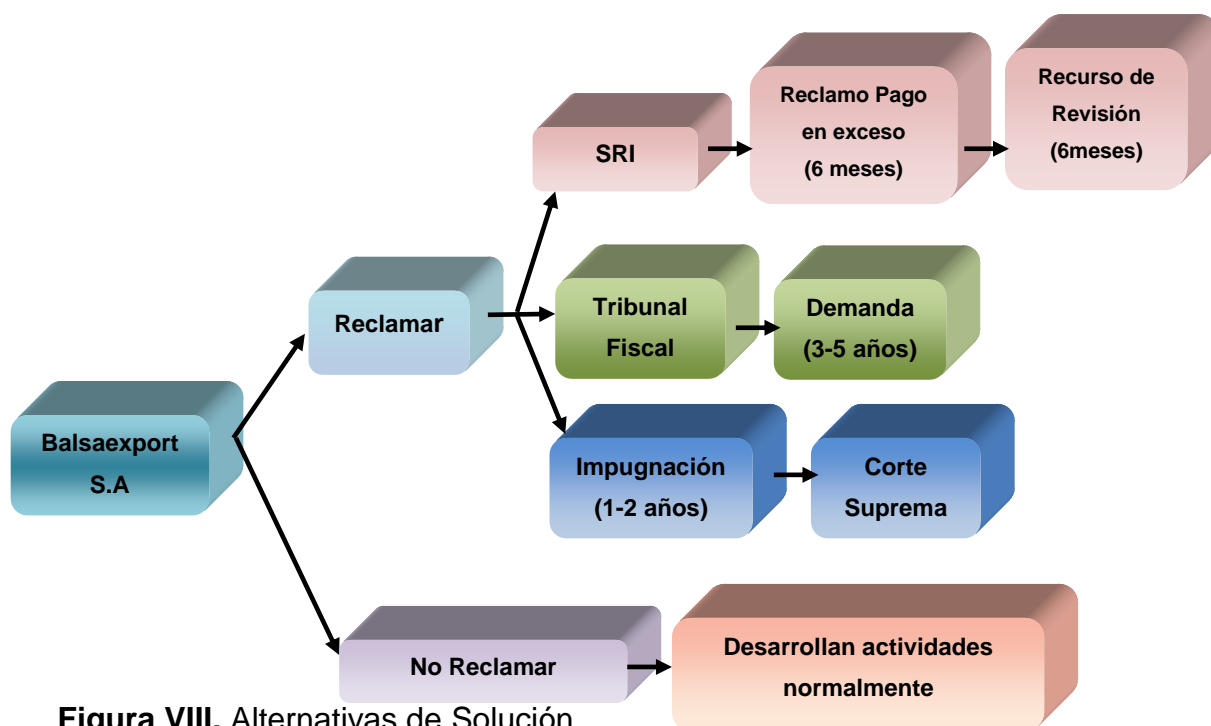 Balsaexport
S.A
Reclamar
SRI
Reclamo Pago
en exceso
(6 meses)
Recurso de
Revisión
(6meses)
Tribunal
Fiscal
Demanda
(3-5 años)
Impugnación
(1-2 años)
Corte
Suprema
No Reclamar
Desarrollan actividades
normalmente
Figura VIII. Alternativas de Solución